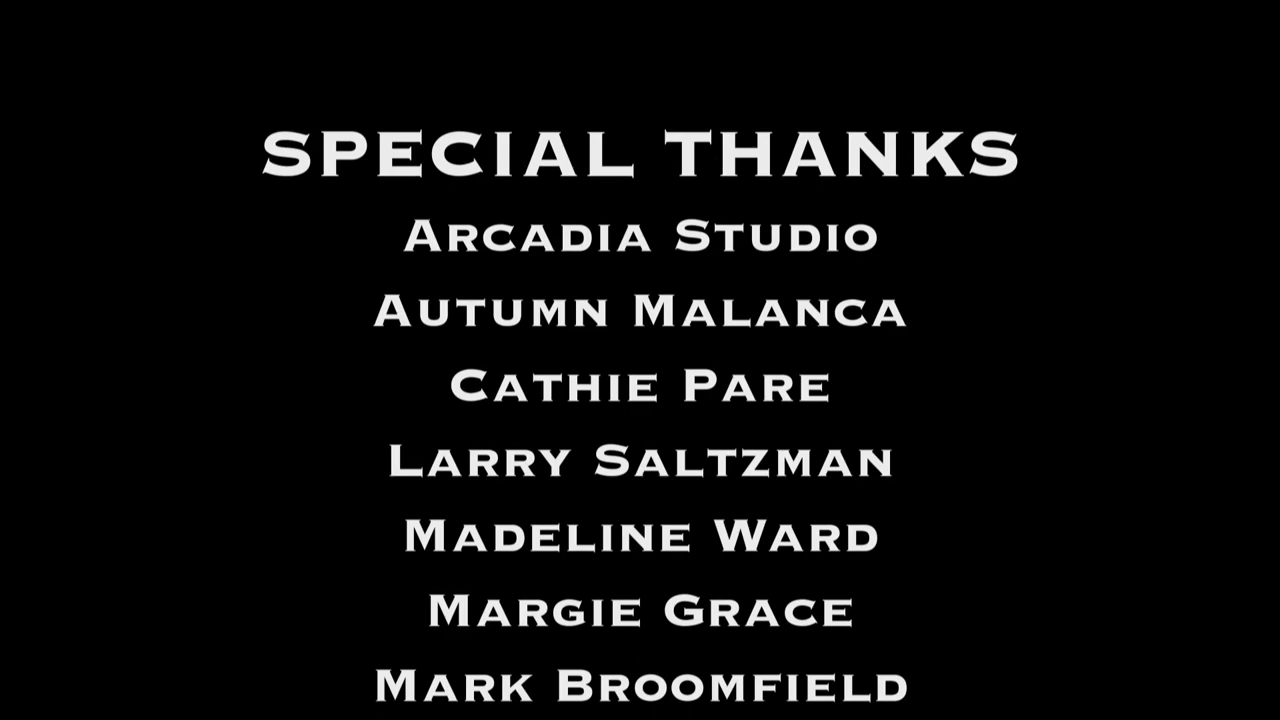 SPECIAL THANKS
Arcadia Studio
Autumn Malanca
Cathie Pare
Larry Saltzman
Madeline Ward
Margie Grace
Mark Broomfield